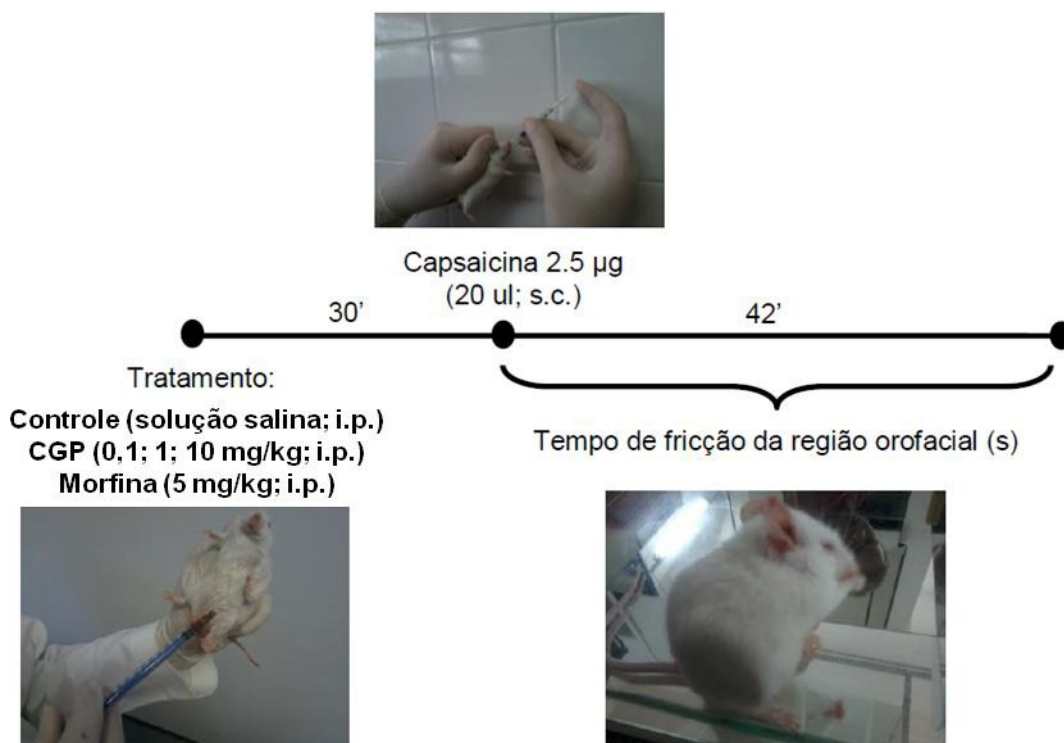 Capsaicina 2.5 µg
(20 ul; s.c.)
30’
42’
Tratamento:
Controle (solução salina; i.p.)
CGP (0,1; 1; 10 mg/kg; i.p.)
Morfina (5 mg/kg; i.p.)
Tempo de fricção da região orofacial (s)